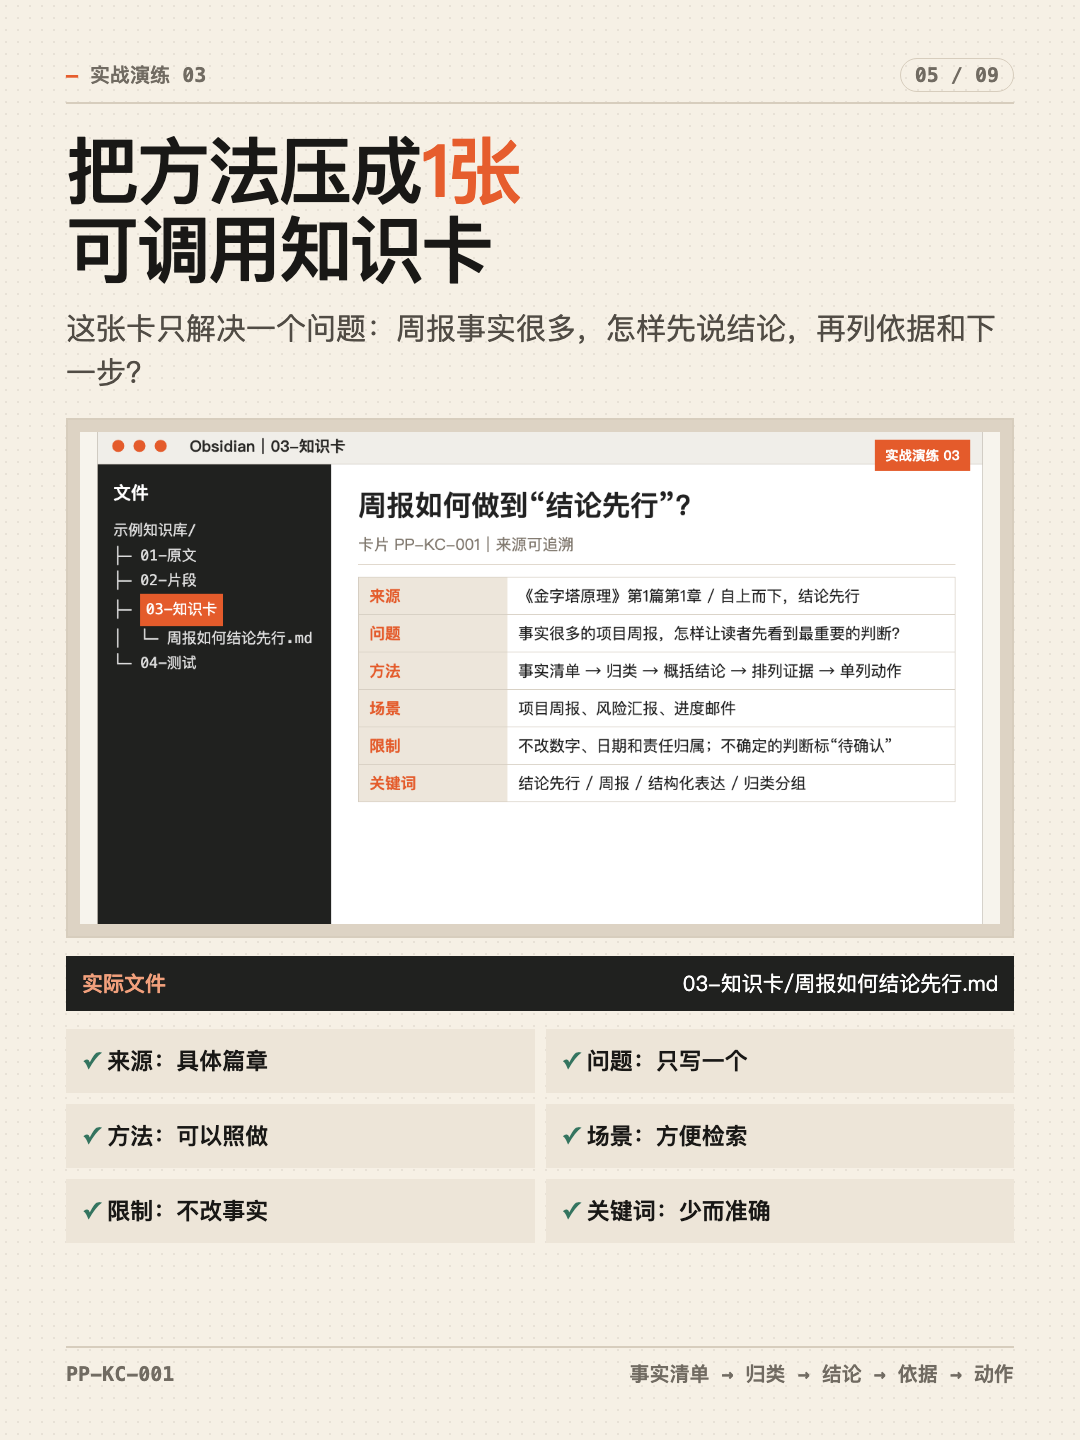 — 实战演练 03
05 / 09
把方法压成1张
可调用知识卡
这张卡只解决一个问题：周报事实很多，怎样先说结论，再列依据和下
一步？
Obsidian｜03-知识卡
实战演练 03
文件
示例知识库/
├─ 01-原文
├─ 02-片段
├─ 03-知识卡
│ └─ 周报如何结论先行.md
└─ 04-测试
周报如何做到“结论先行”？
卡片 PP-KC-001｜来源可追溯
来源 《金字塔原理》第1篇第1章 / 自上而下，结论先行
问题 事实很多的项目周报，怎样让读者先看到最重要的判断？
方法 事实清单 → 归类 → 概括结论 → 排列证据 → 单列动作
场景 项目周报、风险汇报、进度邮件
限制 不改数字、日期和责任归属；不确定的判断标“待确认”
关键词 结论先行 / 周报 / 结构化表达 / 归类分组
实际文件 03-知识卡/周报如何结论先行.md
✓ 来源：具体篇章
✓ 问题：只写一个
✓ 方法：可以照做
✓ 场景：方便检索
✓ 限制：不改事实
✓ 关键词：少而准确
PP-KC-001
事实清单 → 归类 → 结论 → 依据 → 动作